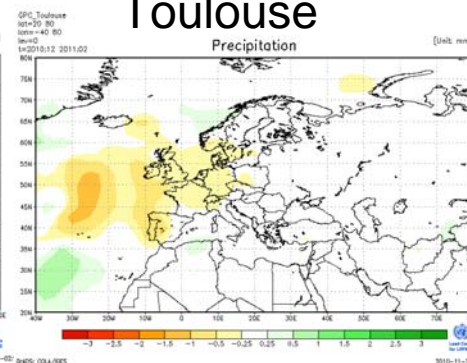 Toulouse
GPC_Toulouse
lat=20 80
lon=-40 80
lev=0
t=2010:12 2011:02
Precipitation
[Unit: mm
80N
75N
70N
65N
60N
55N
50N
45N
40N
35N
30N
25N
20N
40W 30W 20W 10W 0 10E 20E 30E 40E 50E 60E 70E
-3 -2.5 -2 -1.5 -1 -0.5 -0.25 0.25 0.5 1 1.5 2 2.5 3
GrADS: COLA/IGES